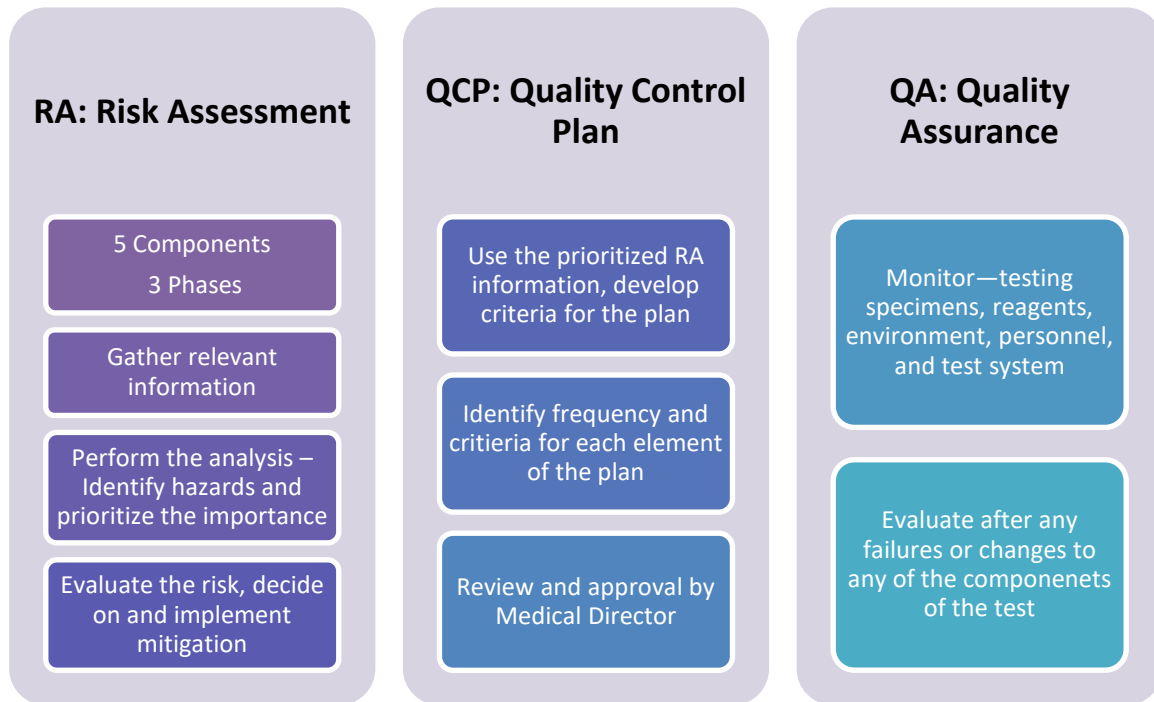 RA: Risk Assessment
5 Components
3 Phases
Gather relevant
information
Perform the analysis –
Identify hazards and
prioritize the importance
Evaluate the risk, decide
on and implement
mitigation
QCP: Quality Control
Plan
Use the prioritized RA
information, develop
criteria for the plan
Identify frequency and
critieria for each element
of the plan
Review and approval by
Medical Director
QA: Quality
Assurance
Monitor—testing
specimens, reagents,
environment, personnel,
and test system
Evaluate after any
failures or changes to
any of the componenets
of the test